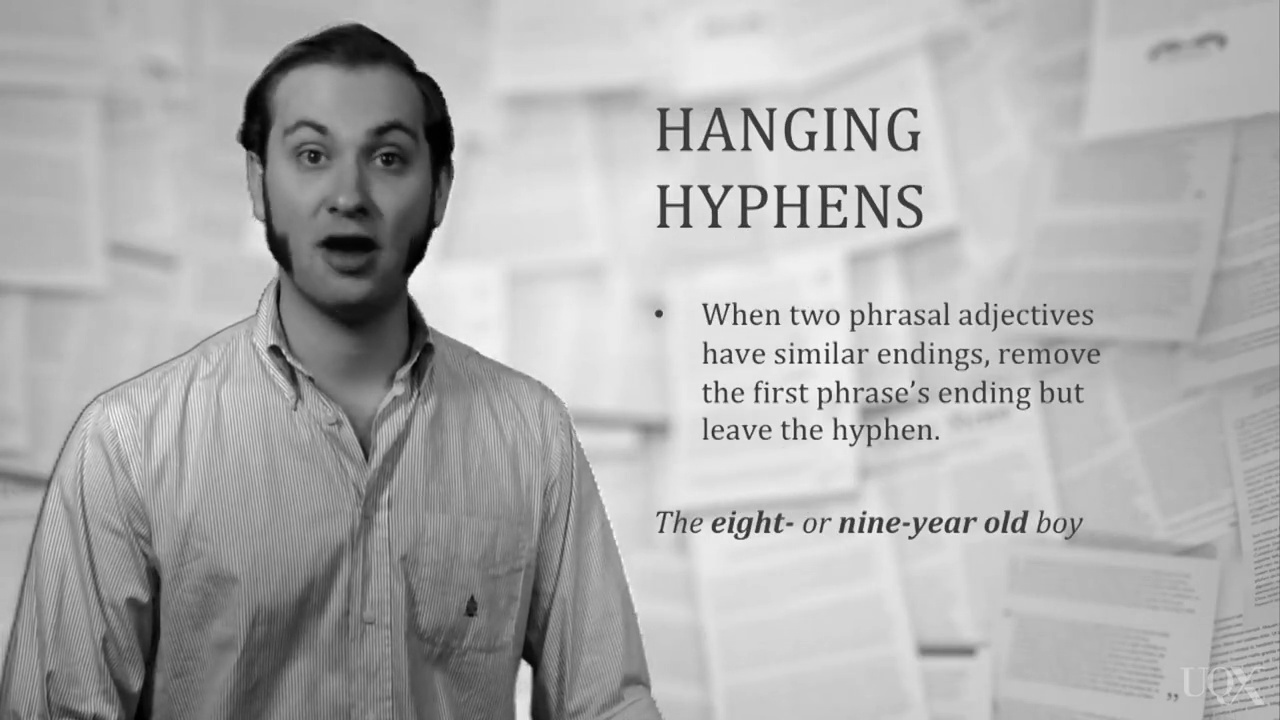 HANGING
HYPHENS
• When two phrasal adjectives
have similar endings, remove
the first phrase’s ending but
leave the hyphen.
The eight- or nine-year old boy
UQX